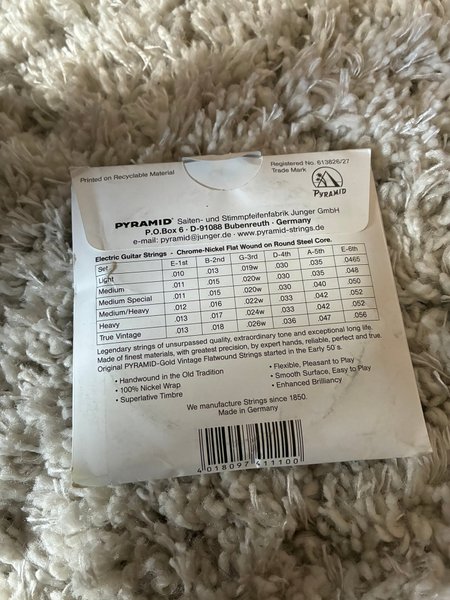 Printed on Recyclable Material
Registered No. 613826/27
Trade Mark
PYRAMID
PYRAMID® Saiten- und Stimmpfeifenfabrik Junger GmbH
P.O.Box 6 · D-91088 Bubenreuth · Germany
e-mail: pyramid@junger.de · www.pyramid-strings.com
Electric Guitar Strings - Chrome-Nickel Flat Wound on Round Steel Core.
Set E-1st B-2nd G-3rd D-4th A-5th E-6th
Light .010 .013 .019w .030 .035 .0465
Medium .011 .015 .020w .030 .035 .048
Medium Special .011 .015 .020w .030 .040 .050
Medium/Heavy .012 .016 .022w .033 .042 .052
Heavy .013 .017 .024w .033 .042 .052
True Vintage .013 .018 .026w .036 .047 .056
Legendary strings of unsurpassed quality, extraordinary tone and exceptional long life.
Made of finest materials, with greatest precision, by expert hands, reliable, perfect and true.
Original PYRAMID-Gold Vintage Flatwound Strings started in the Early 50´s.
• Handwound in the Old Tradition
• 100% Nickel Wrap
• Superlative Timbre
• Flexible, Pleasant to Play
• Smooth Surface, Easy to Play
• Enhanced Brilliancy
We manufacture Strings since 1850.
Made in Germany
4 018097 411100